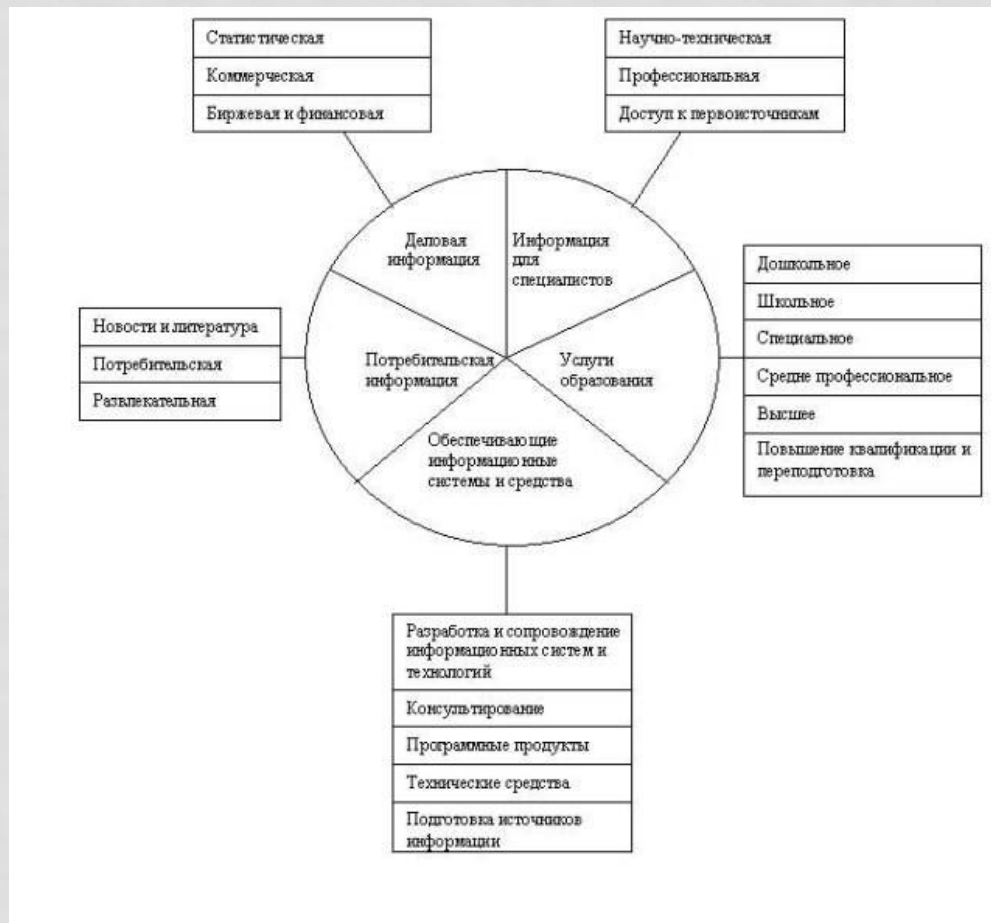 Статистическая
Коммерческая
Биржевая и финансовая
Научно-техническая
Профессиональная
Доступ к первоисточникам
Деловая
информация
Информация
для
специалистов
Новости и литература
Потребительская
Развлекательная
Потребительская
информация
Услуги
образования
Дошкольное
Школьное
Специальное
Средне профессиональное
Высшее
Повышение квалификации и
переподготовка
Обеспечивающие
информационные
системы и средства
Разработка и сопровождение
информационных систем и
технологий
Консультирование
Программные продукты
Технические средства
Подготовка источников
информации